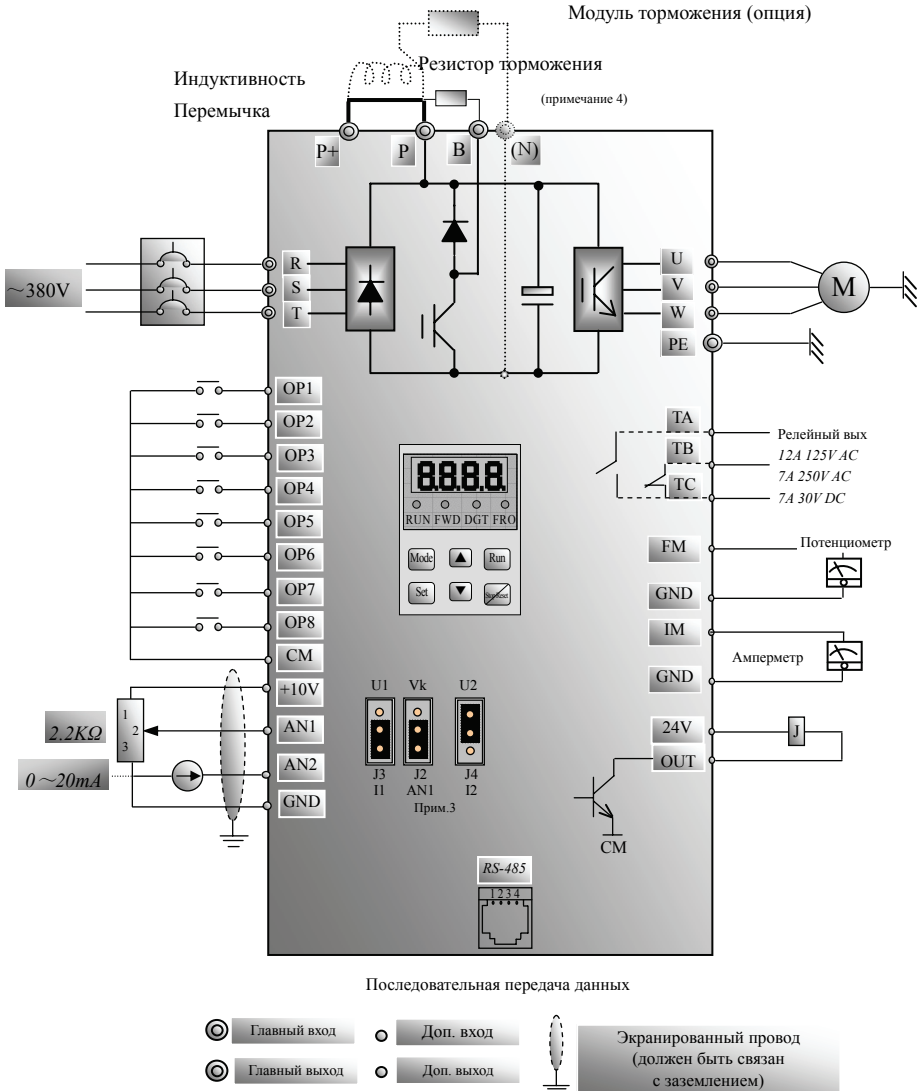 Модуль торможения (опция)
Резистор торможения
Индуктивность
Перемычка
(примечание 4)
P+ P B (N)
~380V
R
S
T
U
V
W
PE
M
OP1
OP2
OP3
OP4
OP5
OP6
OP7
OP8
CM
+10V
AN1
AN2
GND
1
2
3
2.2KΩ
0~20mA
8.8.8.8.
RUN FWD DGT FRO
Mode ▲ Run
Set ▼ Stop/Reset
TA
TB
TC
Релейный вых
12A 125V AC
7A 250V AC
7A 30V DC
FM
Потенциометр
GND
IM
Амперметр
GND
24V
OUT
J
CM
U1 Vk U2
J3 J2 J4
I1 AN1 I2
Прим.3
RS-485
1234
Последовательная передача данных
Главный вход
Доп. вход
Главный выход
Доп. выход
Экранированный провод
(должен быть связан
с заземлением)